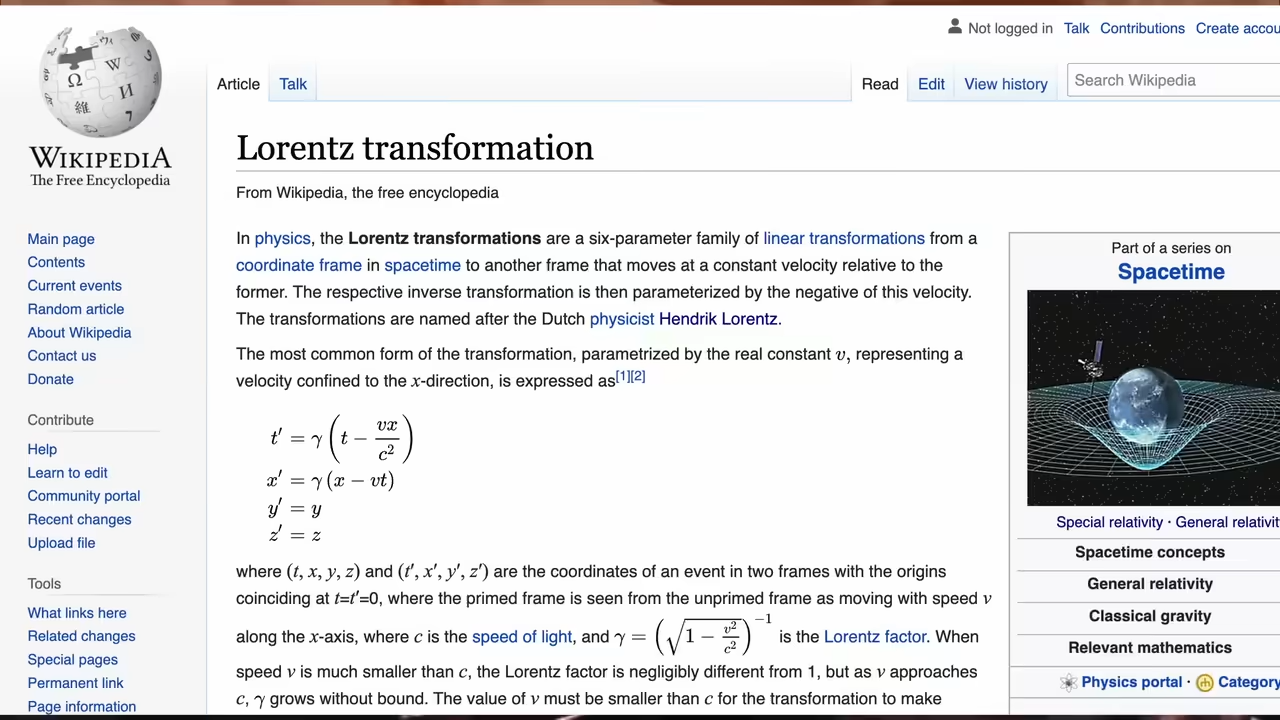 Not logged in Talk Contributions Create accou
Article Talk Read Edit View history Search Wikipedia
WIKIPEDIA
The Free Encyclopedia
Main page
Contents
Current events
Random article
About Wikipedia
Contact us
Donate
Contribute
Help
Learn to edit
Community portal
Recent changes
Upload file
Tools
What links here
Related changes
Special pages
Permanent link
Page information
Lorentz transformation
From Wikipedia, the free encyclopedia
In physics, the Lorentz transformations are a six-parameter family of linear transformations from a
coordinate frame in spacetime to another frame that moves at a constant velocity relative to the
former. The respective inverse transformation is then parameterized by the negative of this velocity.
The transformations are named after the Dutch physicist Hendrik Lorentz.
The most common form of the transformation, parametrized by the real constant v, representing a
velocity confined to the x-direction, is expressed as[1][2]
t′ = γ (t − vx/c²)
x′ = γ (x − vt)
y′ = y
z′ = z
where (t, x, y, z) and (t′, x′, y′, z′) are the coordinates of an event in two frames with the origins
coinciding at t=t′=0, where the primed frame is seen from the unprimed frame as moving with speed v
along the x-axis, where c is the speed of light, and γ = (√(1 − v²/c²))⁻¹ is the Lorentz factor. When
speed v is much smaller than c, the Lorentz factor is negligibly different from 1, but as v approaches
c, γ grows without bound. The value of v must be smaller than c for the transformation to make
Part of a series on
Spacetime
Special relativity · General relativit
Spacetime concepts
General relativity
Classical gravity
Relevant mathematics
Physics portal · Category